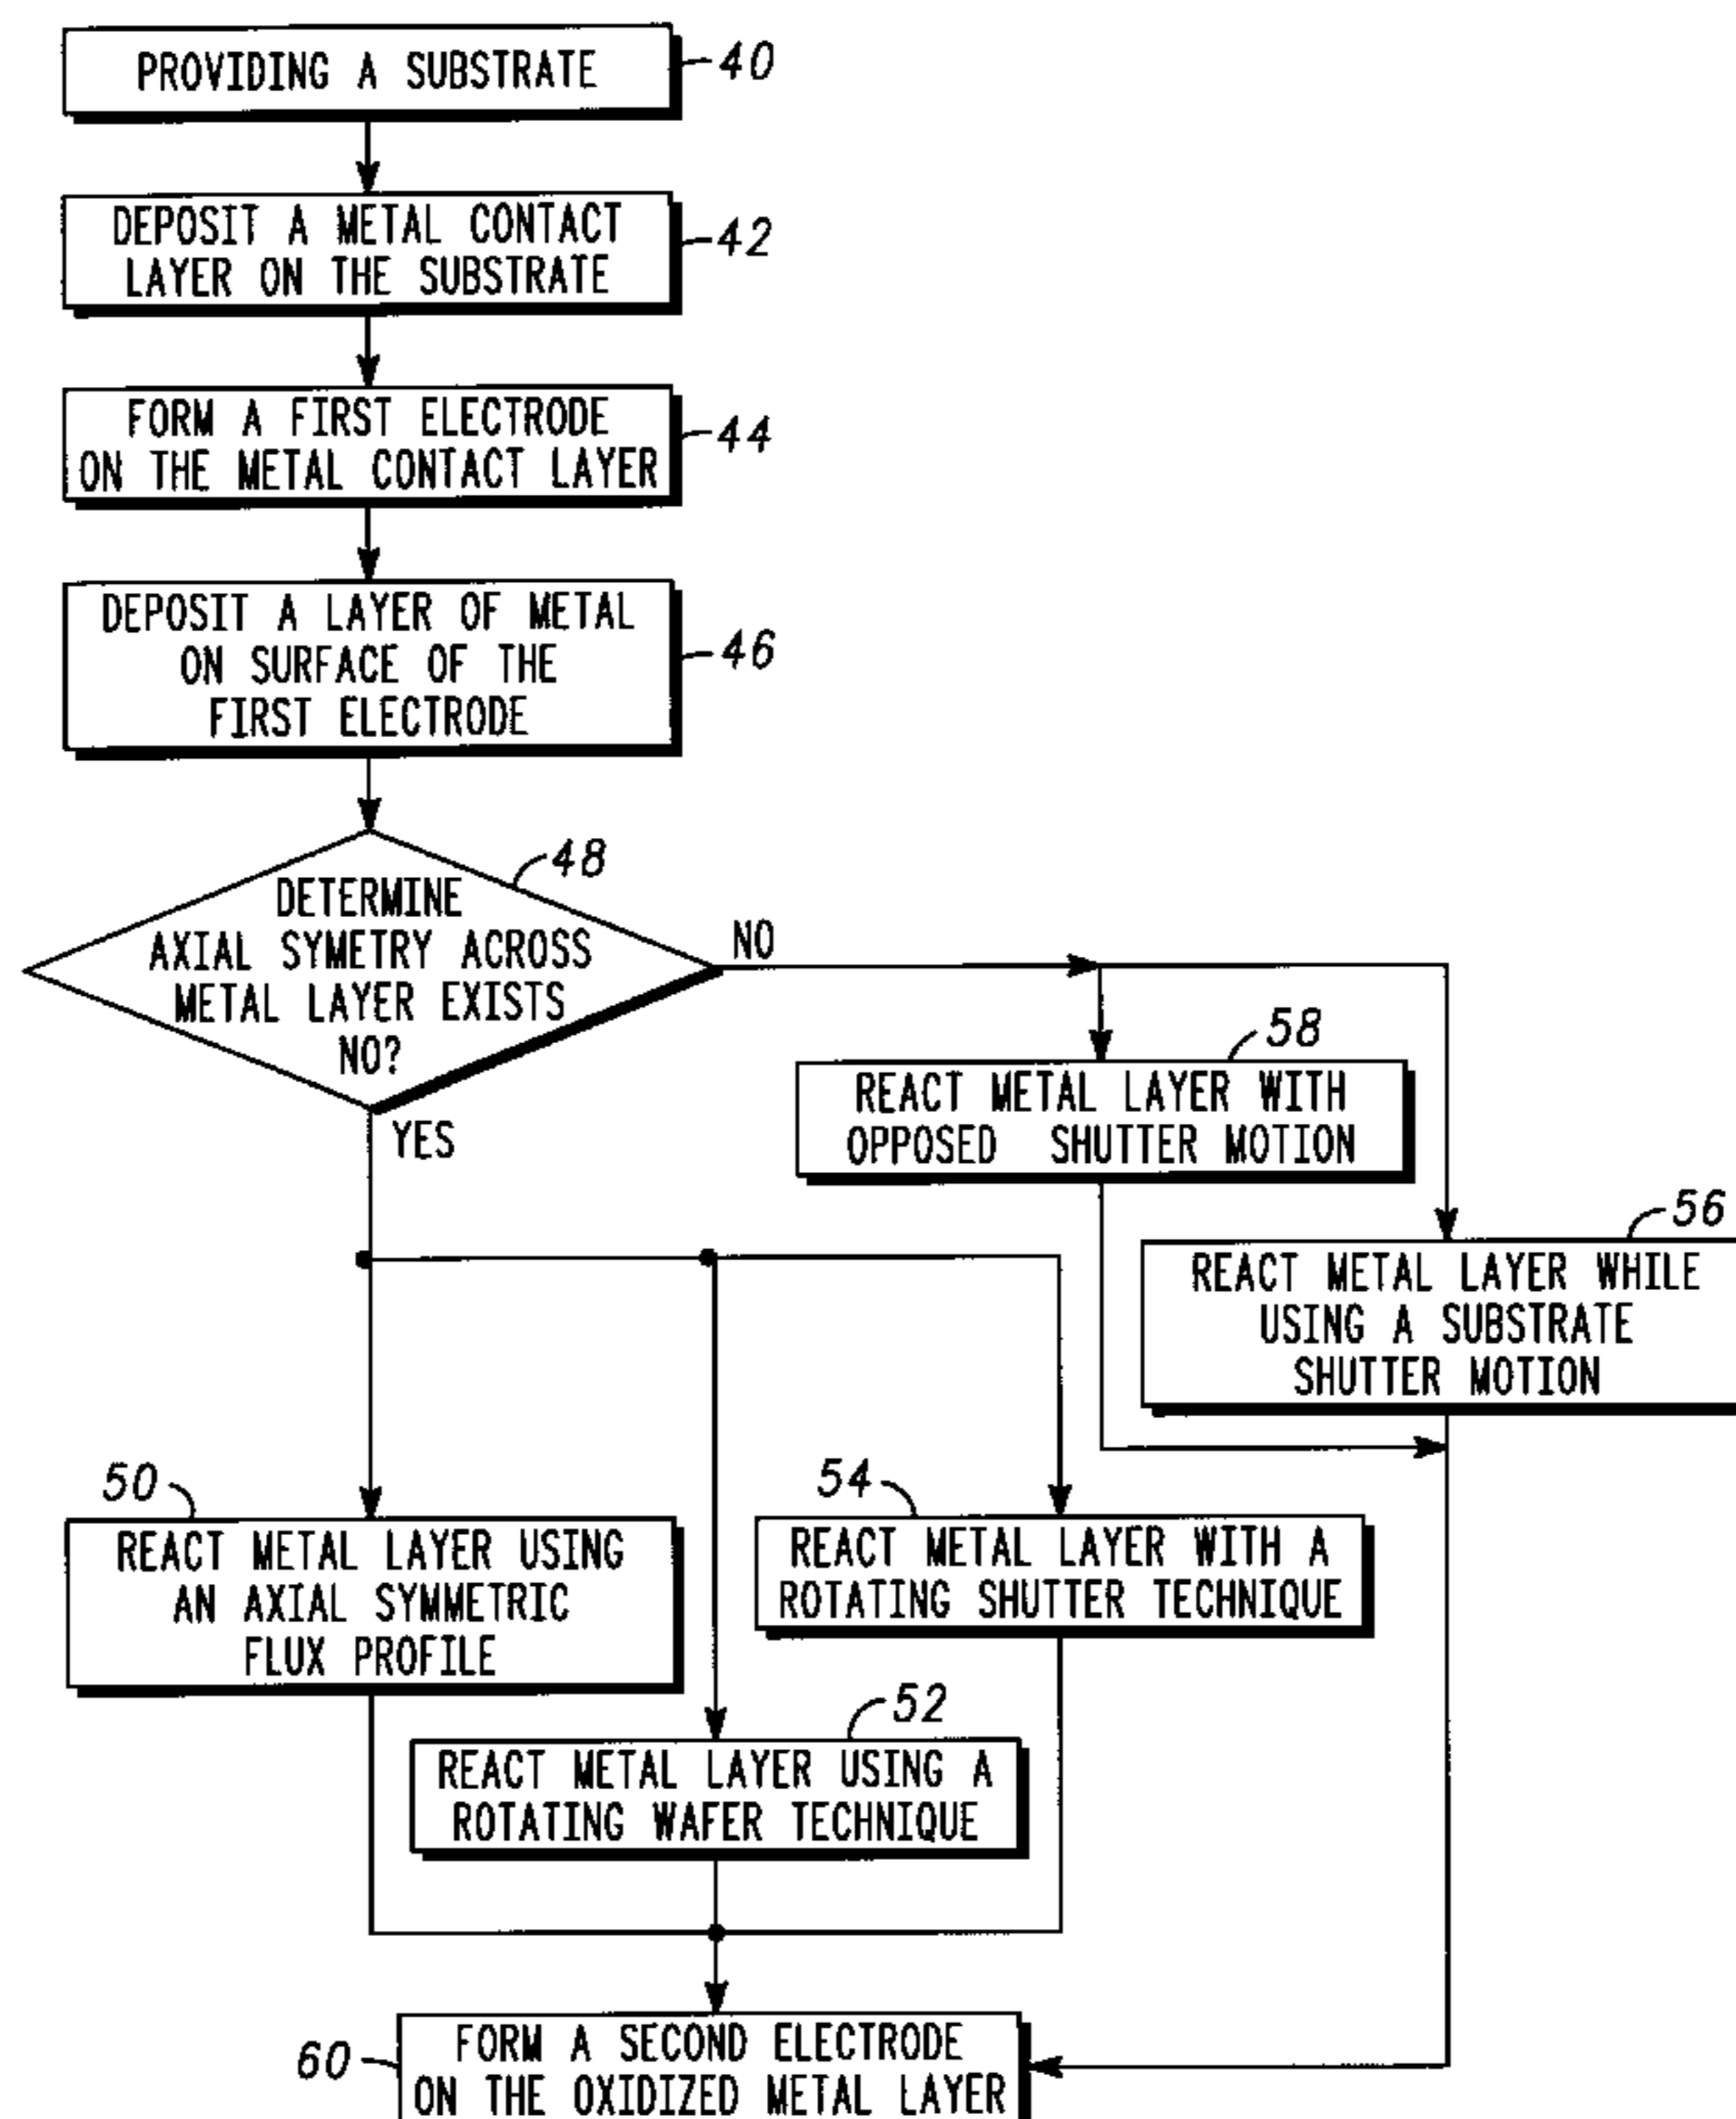 PROVIDING A SUBSTRATE
40
DEPOSIT A METAL CONTACT
LAYER ON THE SUBSTRATE
42
FORM A FIRST ELECTRODE
ON THE METAL CONTACT LAYER
44
DEPOSIT A LAYER OF METAL
ON SURFACE OF THE
FIRST ELECTRODE
46
48
DETERMINE
AXIAL SYMETRY ACROSS
METAL LAYER EXISTS
NO?
NO
YES
58
REACT METAL LAYER WITH
OPPOSED SHUTTER MOTION
56
REACT METAL LAYER WHILE
USING A SUBSTRATE
SHUTTER MOTION
50
REACT METAL LAYER USING
AN AXIAL SYMMETRIC
FLUX PROFILE
54
REACT METAL LAYER WITH A
ROTATING SHUTTER TECHNIQUE
52
REACT METAL LAYER USING A
ROTATING WAFER TECHNIQUE
60
FORM A SECOND ELECTRODE
ON THE OXIDIZED METAL LAYER